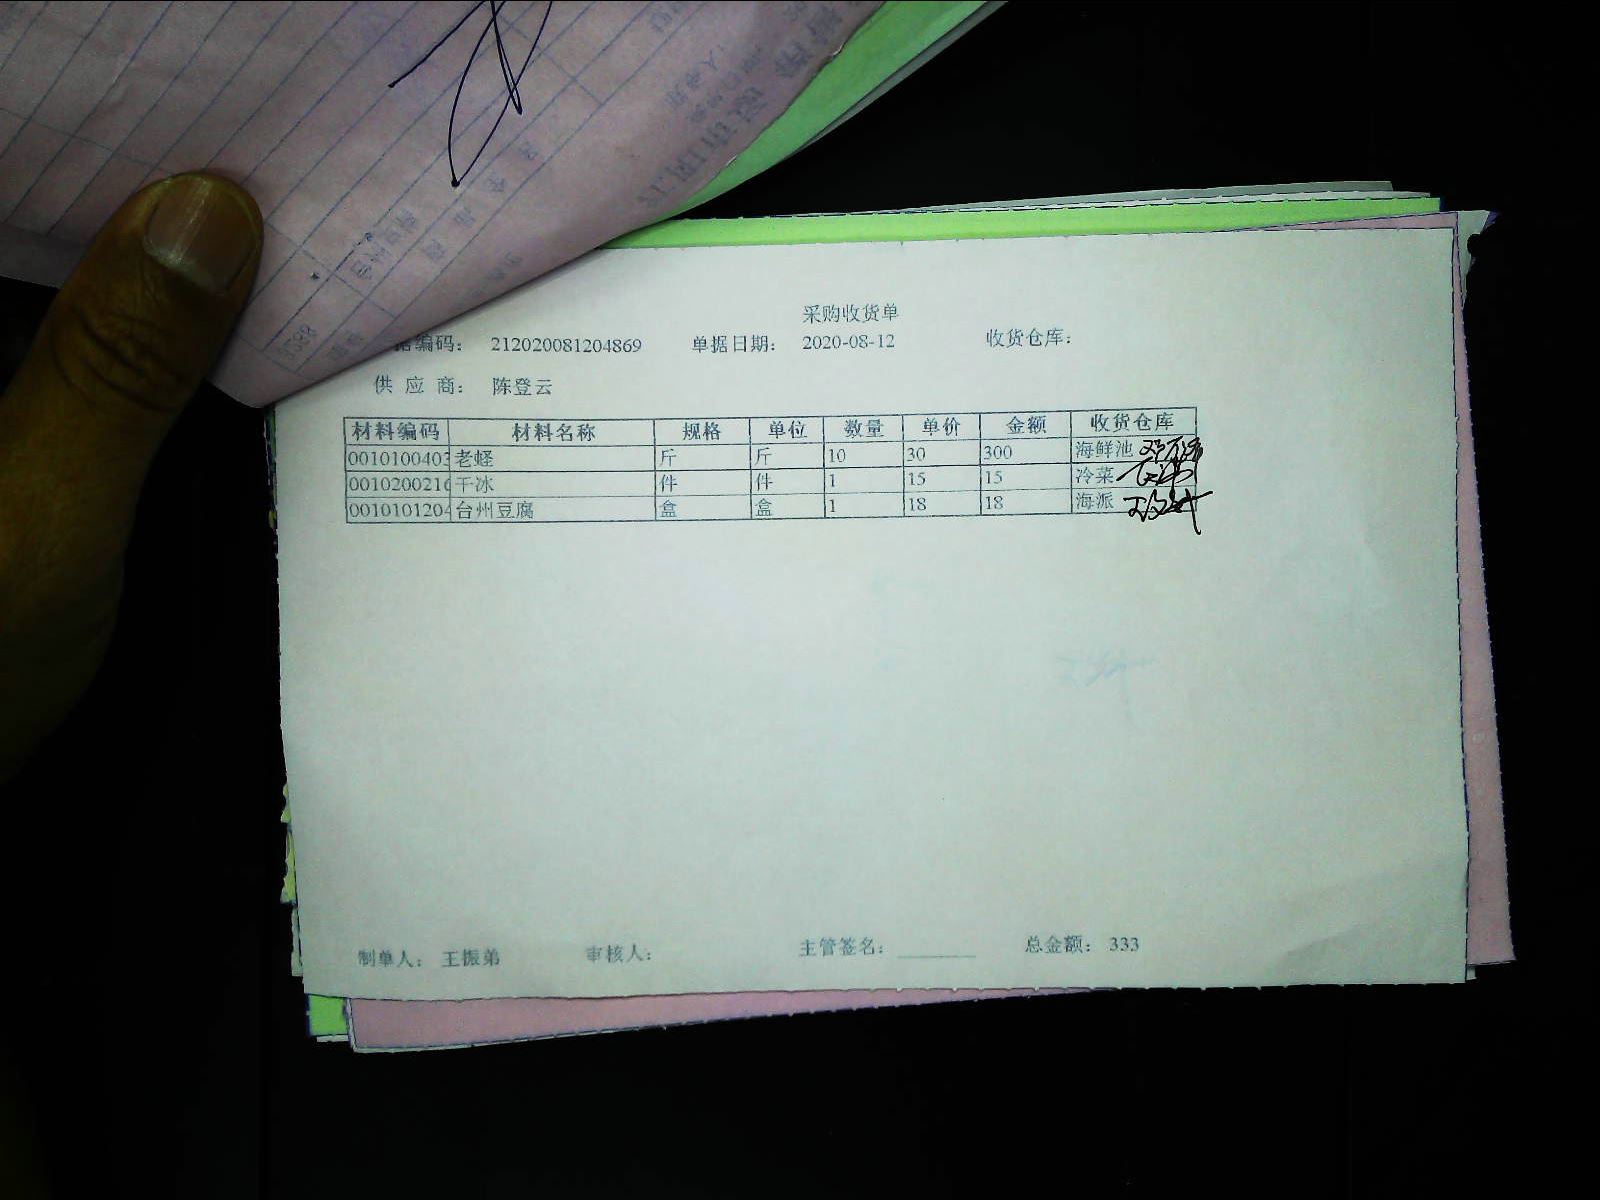 采购收货单
据编码: 212020081204869 单据日期: 2020-08-12 收货仓库:
供 应 商: 陈登云
材料编码 材料名称 规格 单位 数量 单价 金额 收货仓库
0010100403 老蛏 斤 斤 10 30 300 海鲜池
0010200216 干冰 件 件 1 15 15 冷菜
0010101204 台州豆腐 盒 盒 1 18 18 海派
制单人: 王振弟 审核人: 主管签名: 总金额: 333